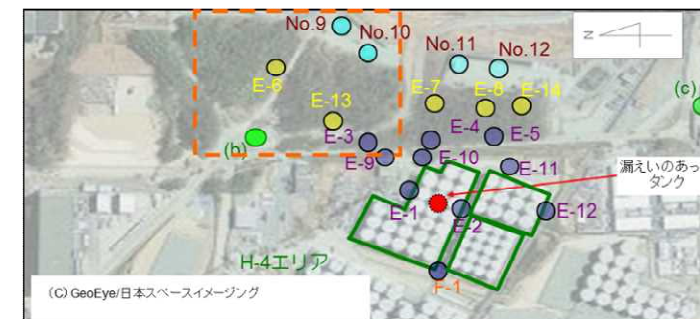 No.9
No.10
No.11
No.12
Z
E-6
E-7
E-8
E-14
(c)
E-13
E-3
E-4
E-5
(b)
E-9
E-10
E-11
漏えいのあっ
タンク
E-1
E-2
E-12
H-4エリア
F-1
(C) GeoEye/日本スペースイメージング